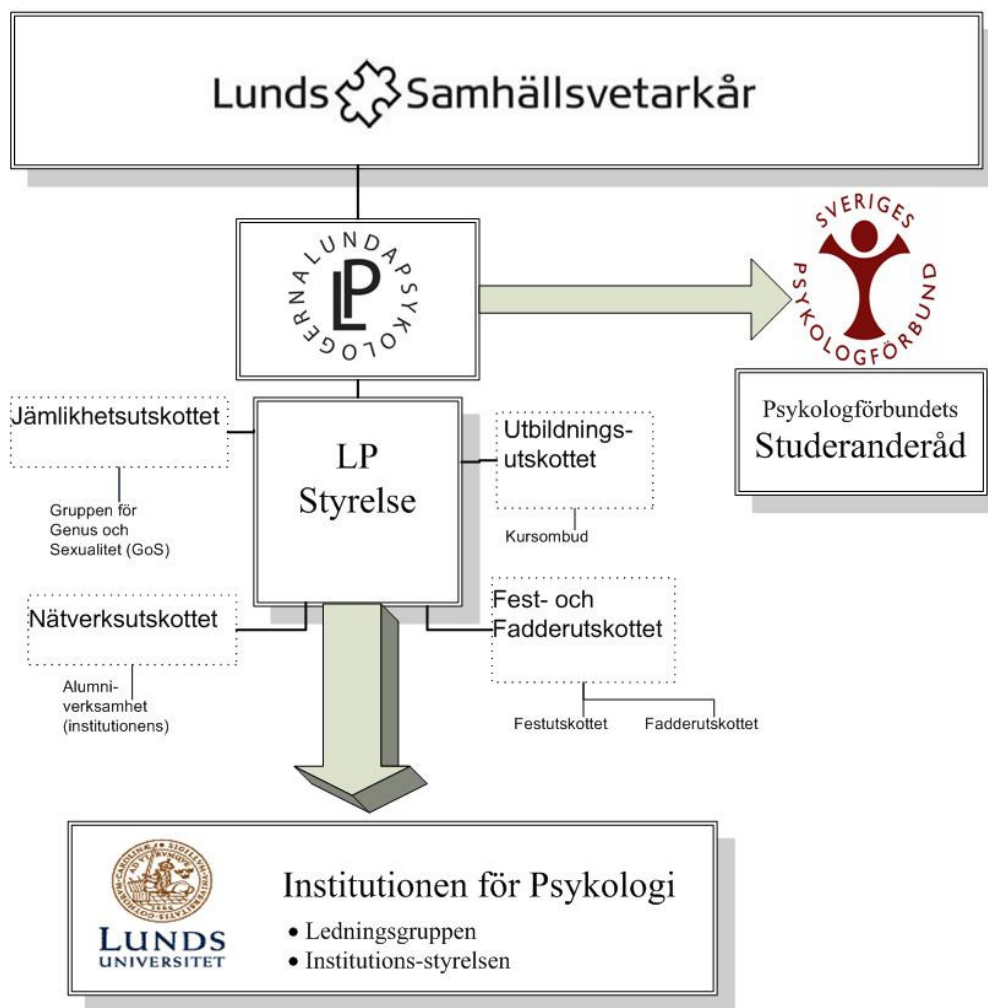 Lunds Samhällsvetarkår
LUNDAPSYKOLOGERNA
LP
SVERIGES
PSYKOLOGFÖRBUND
Psykologförbundets
Studeranderåd
Jämlikhetsutskottet
Gruppen för
Genus och
Sexualitet (GoS)
LP
Styrelse
Utbildnings-
utskottet
Kursombud
Nätverksutskottet
Alumni-
verksamhet
(institutionens)
Fest- och
Fadderutskottet
Festutskottet
Fadderutskottet
LUNDS
UNIVERSITET
Institutionen för Psykologi
• Ledningsgruppen
• Institutions-styrelsen